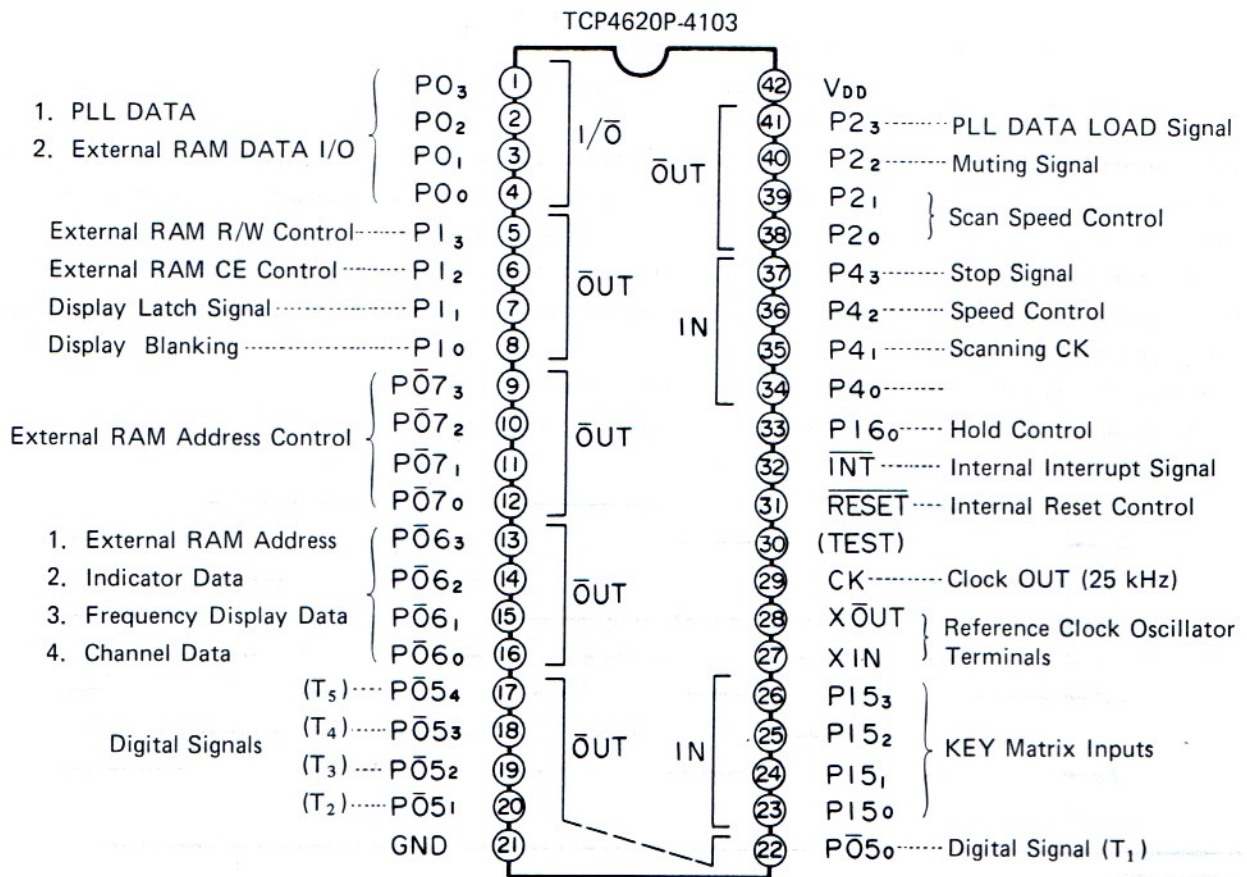 TCP4620P-4103
1. PLL DATA
2. External RAM DATA I/O
PO₃ 1
PO₂ 2
PO₁ 3
PO₀ 4
I/Ō
External RAM R/W Control P1₃ 5
External RAM CE Control P1₂ 6
Display Latch Signal P1₁ 7
Display Blanking P1₀ 8
ŌUT
External RAM Address Control
PŌ7₃ 9
PŌ7₂ 10
PŌ7₁ 11
PŌ7₀ 12
ŌUT
1. External RAM Address
2. Indicator Data
3. Frequency Display Data
4. Channel Data
PŌ6₃ 13
PŌ6₂ 14
PŌ6₁ 15
PŌ6₀ 16
ŌUT
Digital Signals
(T₅) PŌ5₄ 17
(T₄) PŌ5₃ 18
(T₃) PŌ5₂ 19
(T₂) PŌ5₁ 20
ŌUT
GND 21
42 VDD
41 P2₃ PLL DATA LOAD Signal
40 P2₂ Muting Signal
39 P2₁
38 P2₀
Scan Speed Control
ŌUT
37 P4₃ Stop Signal
36 P4₂ Speed Control
35 P4₁ Scanning CK
34 P4₀
IN
33 P16₀ Hold Control
32 I̅N̅T̅ Internal Interrupt Signal
31 R̅E̅S̅E̅T̅ Internal Reset Control
30 (TEST)
29 CK Clock OUT (25 kHz)
28 XŌUT
27 XIN
Reference Clock Oscillator
Terminals
26 P15₃
25 P15₂
24 P15₁
23 P15₀
KEY Matrix Inputs
IN
22 PŌ5₀ Digital Signal (T₁)